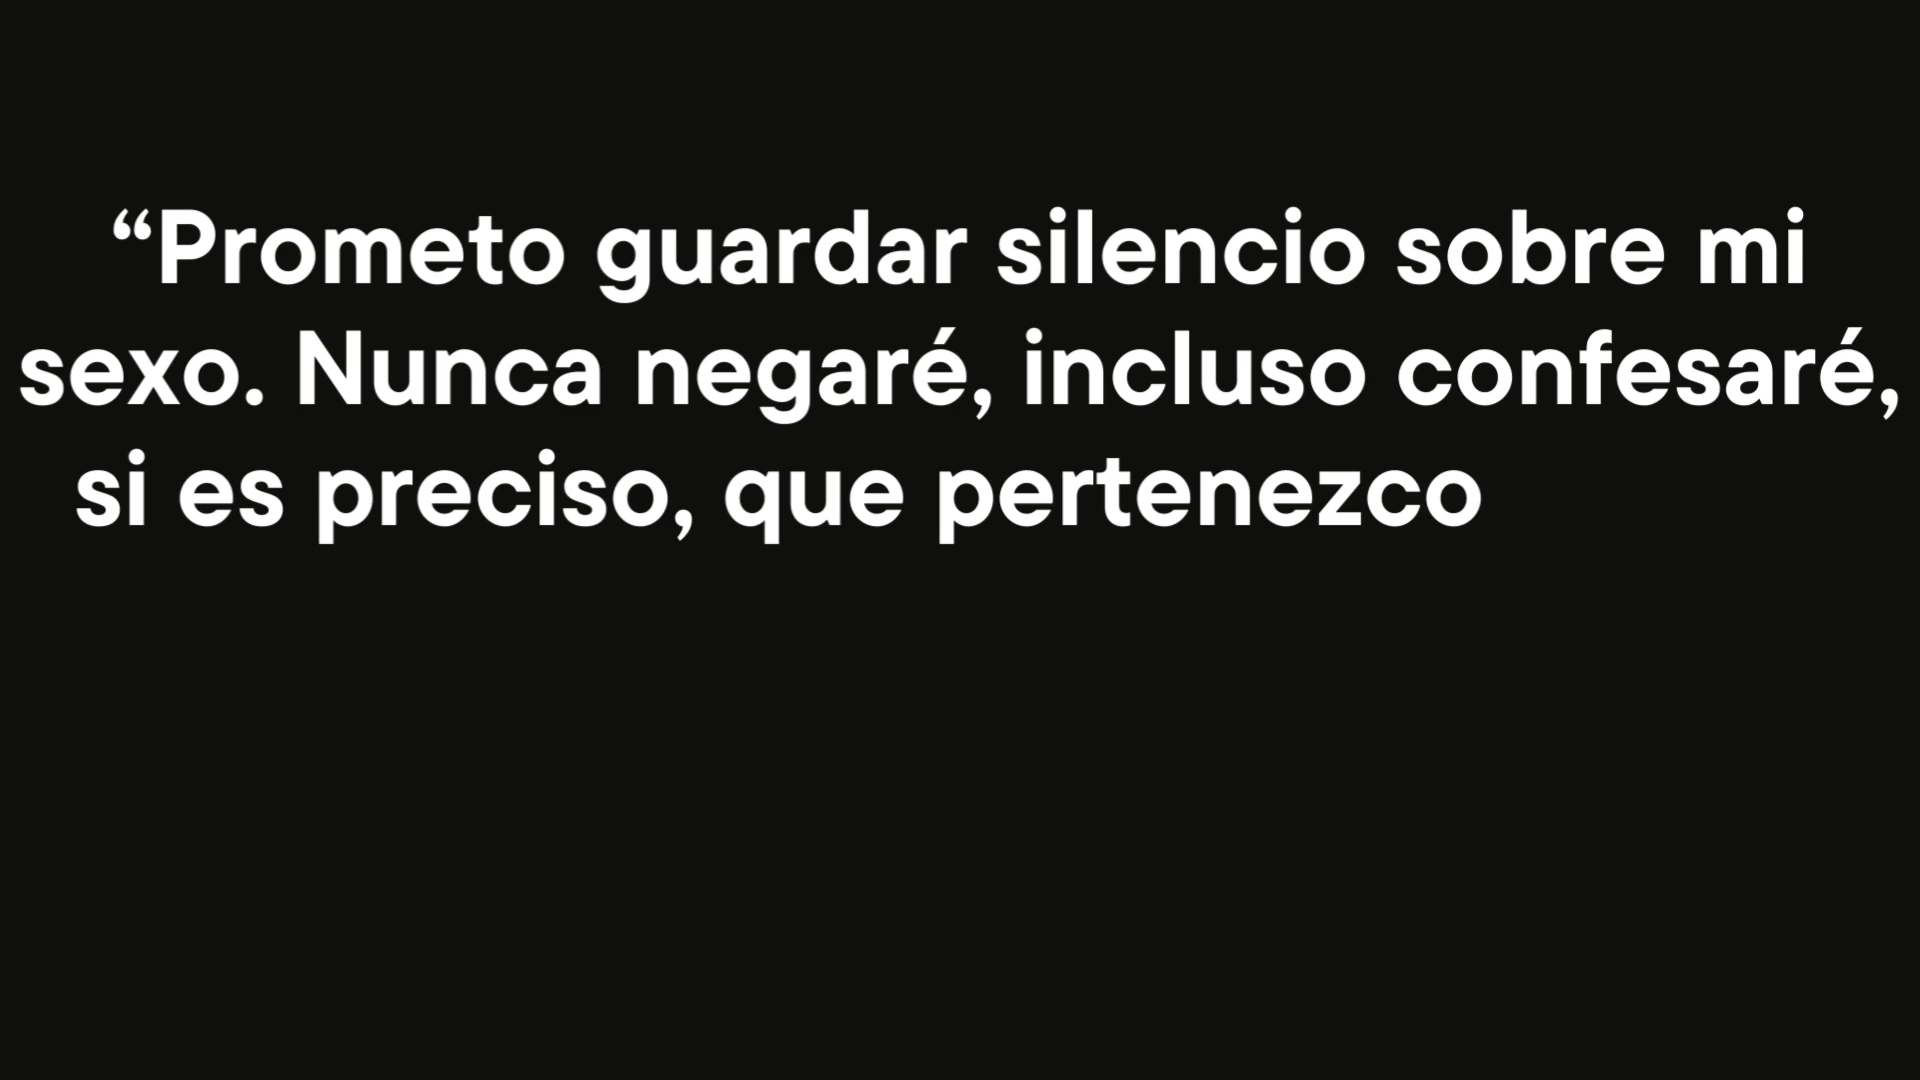 “Prometo guardar silencio sobre mi
sexo. Nunca negaré, incluso confesaré,
si es preciso, que pertenezco